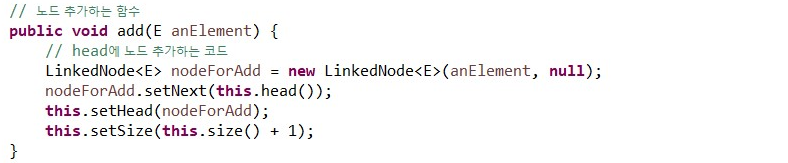 // 노드 추가하는 함수
public void add(E anElement) {
    // head에 노드 추가하는 코드
    LinkedNode<E> nodeForAdd = new LinkedNode<E>(anElement, null);
    nodeForAdd.setNext(this.head());
    this.setHead(nodeForAdd);
    this.setSize(this.size() + 1);
}